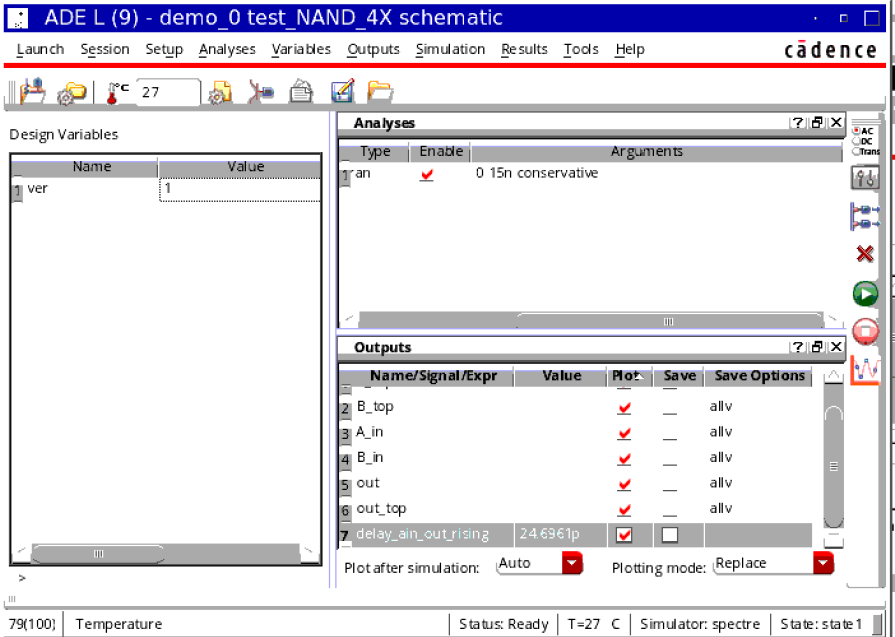 ADE L (9) - demo_0 test_NAND_4X schematic
Launch Session Setup Analyses Variables Outputs Simulation Results Tools Help cādence
°C 27
Design Variables
Name Value
1 ver 1
>
Analyses ? X
Type Enable Arguments
1 ran 0 15n conservative
AC
DC
Trans
Outputs ? X
Name/Signal/Expr Value Plot Save Save Options
2 B_top allv
3 A_in allv
4 B_in allv
5 out allv
6 out_top allv
7 delay_ain_out_rising 24.6961p
Plot after simulation: Auto Plotting mode: Replace
79(100) Temperature Status: Ready T=27 C Simulator: spectre State: state1